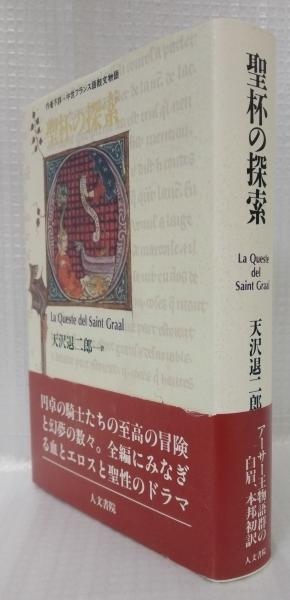 作者不詳・中世フランス語散文物語
聖杯の探索
La Queste del Saint Graal
天沢退二郎 訳
円卓の騎士たちの至高の冒険
と幻夢の数々。全編にみなぎ
る血とエロスと聖性のドラマ
人文書院
聖杯の探索
La Queste
del
Saint Graal
天沢退二郎
アーサー王物語群の
白眉、本邦初訳
人文書院